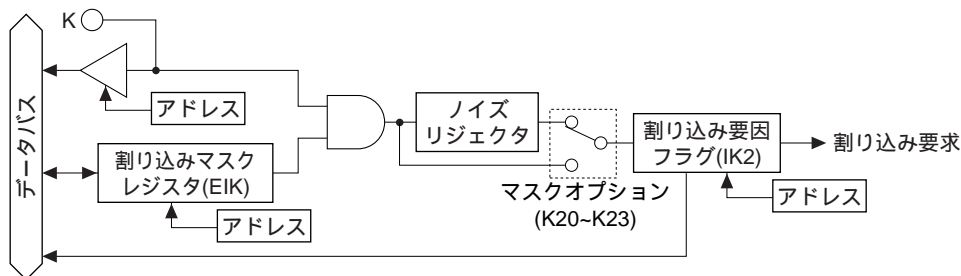 K
データバス
アドレス
割り込みマスク
レジスタ(EIK)
アドレス
ノイズ
リジェクタ
マスクオプション
(K20~K23)
割り込み要因
フラグ(IK2)
アドレス
割り込み要求